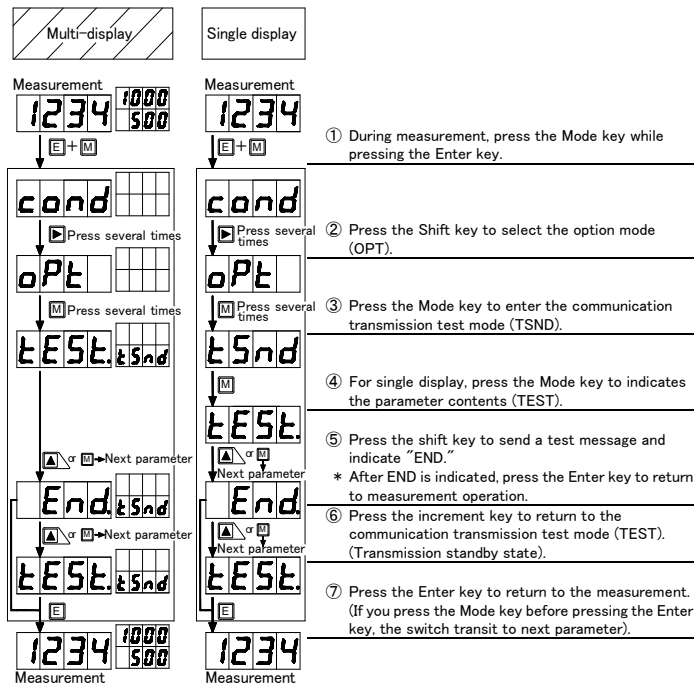 Multi-display
Single display
Measurement
Measurement
1234 1000
500
1234
E+M
E+M
① During measurement, press the Mode key while
pressing the Enter key.
cond
cond
▶ Press several times
▶ Press several
times
② Press the Shift key to select the option mode
(OPT).
oPt
oPt
M Press several times
M Press several
times
③ Press the Mode key to enter the communication
transmission test mode (TSND).
tESt. tSnd
tSnd
M
④ For single display, press the Mode key to indicates
the parameter contents (TEST).
tESt.
▲ or M→Next parameter
▲ or M
Next parameter
⑤ Press the shift key to send a test message and
indicate "END."
* After END is indicated, press the Enter key to return
to measurement operation.
End. tSnd
End.
▲ or M→Next parameter
▲ or M
Next parameter
⑥ Press the increment key to return to the
communication transmission test mode (TEST).
(Transmission standby state).
tESt. tSnd
tESt.
E
E
⑦ Press the Enter key to return to the measurement.
(If you press the Mode key before pressing the Enter
key, the switch transit to next parameter).
1234 1000
500
1234
Measurement
Measurement